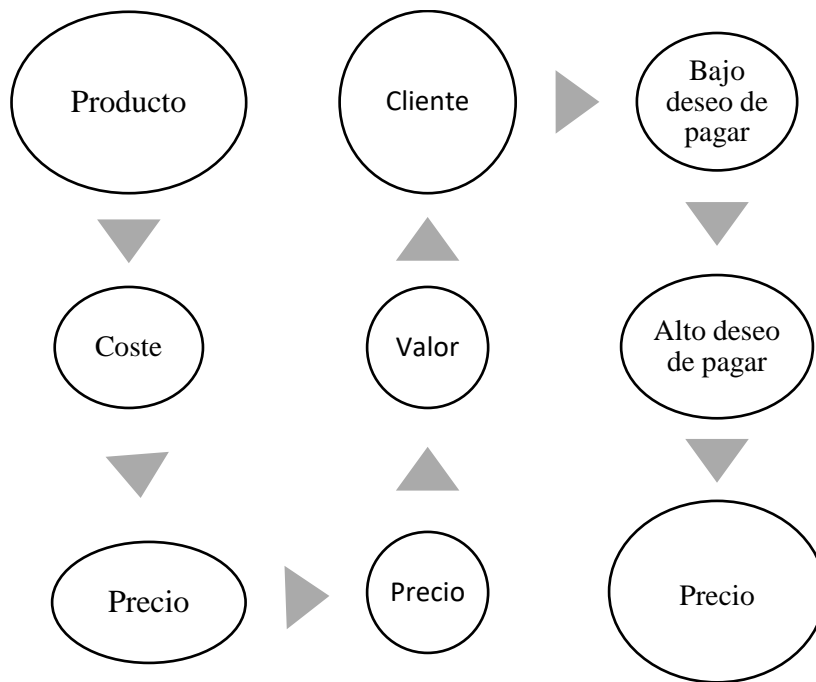 Producto
Coste
Precio
Precio
Valor
Cliente
Bajo
deseo de
pagar
Alto deseo
de pagar
Precio